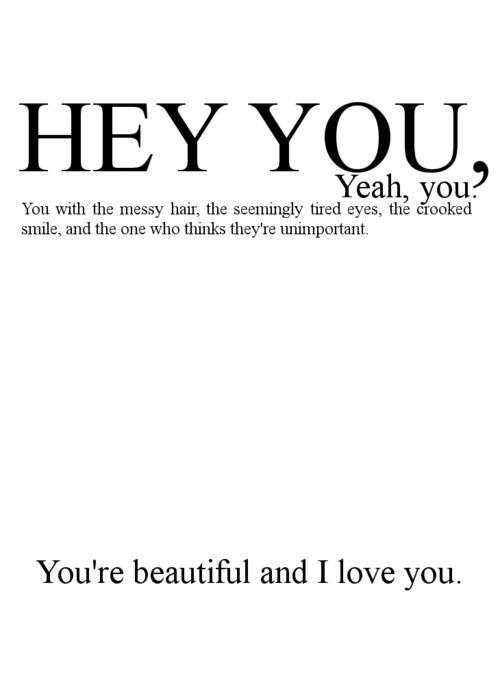 HEY YOU,
Yeah, you?
You with the messy hair, the seemingly tired eyes, the crooked
smile, and the one who thinks they're unimportant.
You're beautiful and I love you.